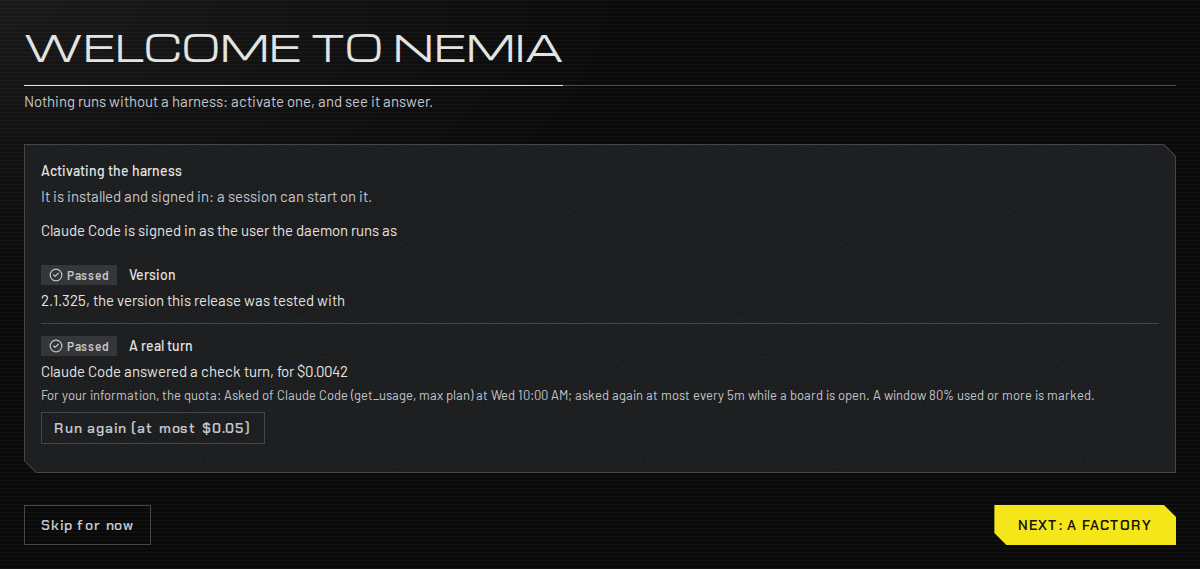 WELCOME TO NEMIA
Nothing runs without a harness: activate one, and see it answer.
Activating the harness
It is installed and signed in: a session can start on it.
Claude Code is signed in as the user the daemon runs as
Passed Version
2.1.325, the version this release was tested with
Passed A real turn
Claude Code answered a check turn, for $0.0042
For your information, the quota: Asked of Claude Code (get_usage, max plan) at Wed 10:00 AM; asked again at most every 5m while a board is open. A window 80% used or more is marked.
Run again (at most $0.05)
Skip for now
NEXT: A FACTORY